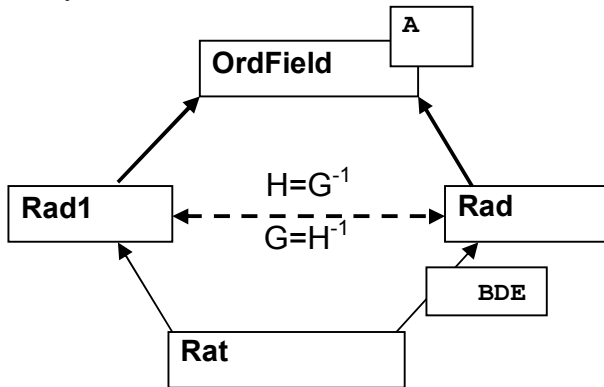 A
OrdField
H=G⁻¹
Rad1
Rad
G=H⁻¹
BDE
Rat